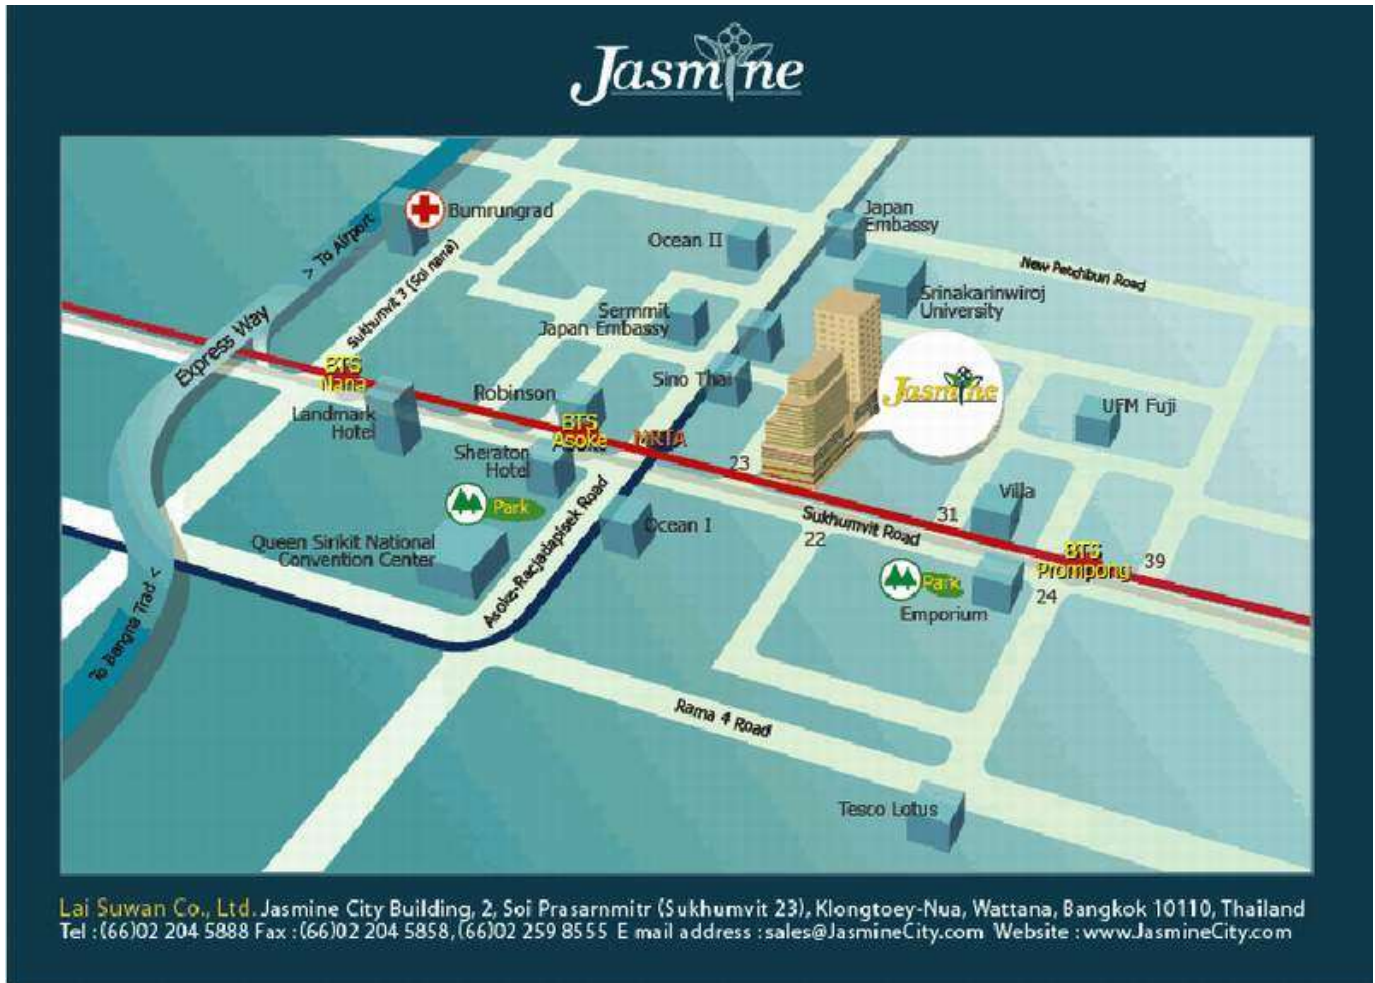 Jasmine
Bumrungrad
> To Airport
Sukhumvit 3 (Soi nana)
Express Way
Japan
Embassy
Ocean II
New Petchburi Road
Srinakarinwiroj
University
Sermmit
Japan Embassy
Sino Thai
Jasmine
UFM Fuji
BTS
Nana
Landmark
Hotel
Robinson
BTS
Asoke
MRTA
Sheraton
Hotel
Park
23
Queen Sirikit National
Convention Center
Asoke-Racjadapisek Road
Ocean I
Sukhumvit Road
22
31
Villa
BTS
Prompong
39
Park
Emporium
24
To Bangna Trad <
Rama 4 Road
Tesco Lotus
Lai Suwan Co., Ltd. Jasmine City Building, 2, Soi Prasarnmitr (Sukhumvit 23), Klongtoey-Nua, Wattana, Bangkok 10110, Thailand
Tel :(66)02 204 5888 Fax :(66)02 204 5858,(66)02 259 8555 E mail address :sales@JasmineCity.com Website :www.JasmineCity.com